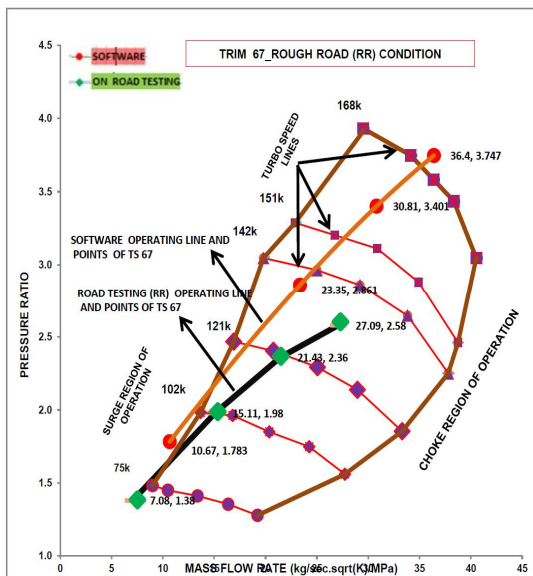 TRIM 67_ROUGH ROAD (RR) CONDITION
SOFTWARE
ON ROAD TESTING
4.5
4.0
3.5
3.0
2.5
2.0
1.5
1.0
PRESSURE RATIO
168k
151k
142k
121k
102k
75k
TURBO SPEED
LINES
36.4, 3.747
30.81, 3.401
23.35, 2.861
27.09, 2.58
21.43, 2.36
15.11, 1.98
10.67, 1.783
7.08, 1.38
SOFTWARE OPERATING LINE AND
POINTS OF TS 67
ROAD TESTING (RR) OPERATING LINE
AND POINTS OF TS 67
SURGE REGION OF
OPERATION
CHOKE REGION OF OPERATION
0 5 10 15 20 25 30 35 40 45
MASS FLOW RATE (kg/sec.sqrt(K)/MPa)